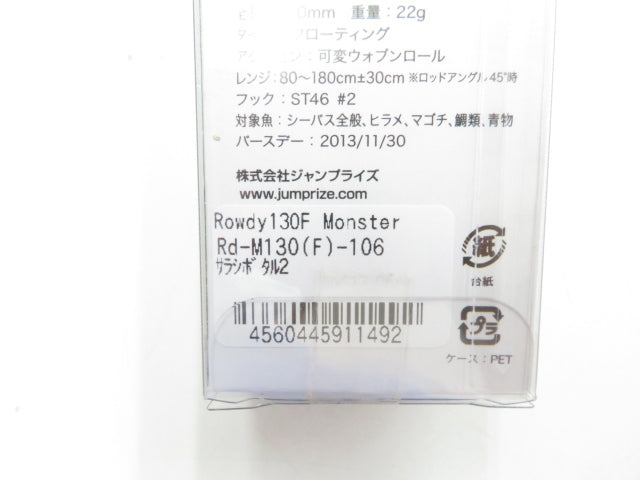 0mm 重量：22g
フローティング
可変ウォブンロール
レンジ：80〜180cm±30cm ※ロッドアングル45°時
フック：ST46 #2
対象魚：シーバス全般、ヒラメ、マゴチ、鯛類、青物
バースデー：2013/11/30
株式会社ジャンプライズ
www.jumprize.com
Rowdy130F Monster
Rd-M130(F)-106
ｻﾗｼﾎﾞﾀﾙ2
紙
台紙
4560445911492
プラ
ケース：PET